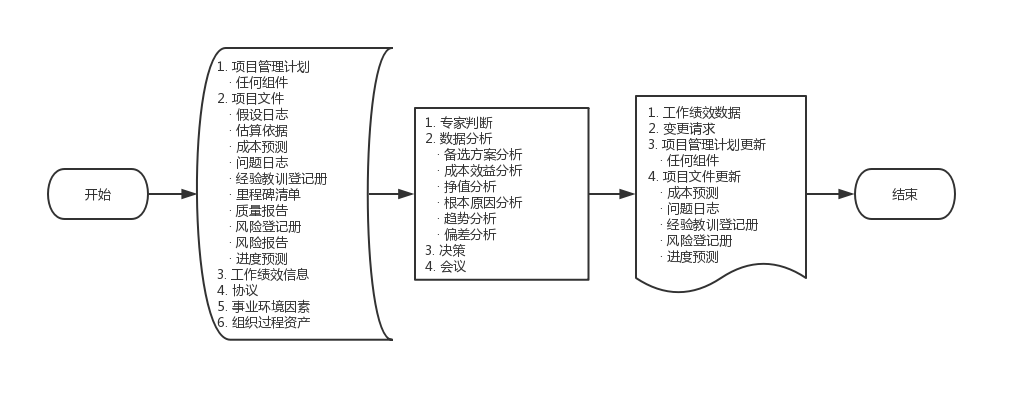 开始
1. 项目管理计划
· 任何组件
2. 项目文件
· 假设日志
· 估算依据
· 成本预测
· 问题日志
· 经验教训登记册
· 里程碑清单
· 质量报告
· 风险登记册
· 风险报告
· 进度预测
3. 工作绩效信息
4. 协议
5. 事业环境因素
6. 组织过程资产
1. 专家判断
2. 数据分析
· 备选方案分析
· 成本效益分析
· 挣值分析
· 根本原因分析
· 趋势分析
· 偏差分析
3. 决策
4. 会议
1. 工作绩效数据
2. 变更请求
3. 项目管理计划更新
· 任何组件
4. 项目文件更新
· 成本预测
· 问题日志
· 经验教训登记册
· 风险登记册
· 进度预测
结束